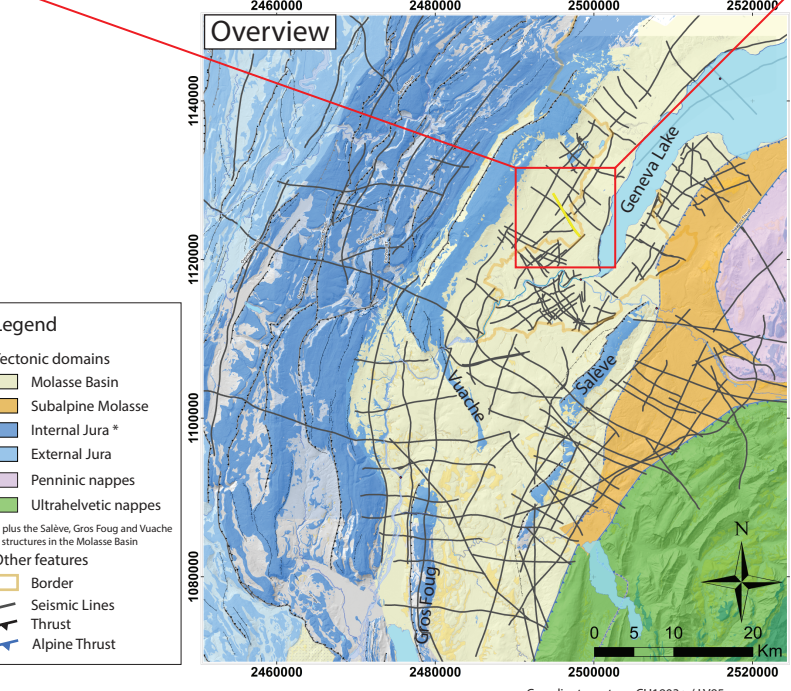 2460000 2480000 2500000 2520000
Overview
1140000
1120000
1100000
1080000
Geneva Lake
Vuache
Salève
Gros Foug
Legend
Tectonic domains
Molasse Basin
Subalpine Molasse
Internal Jura *
External Jura
Penninic nappes
Ultrahelvetic nappes
plus the Salève, Gros Foug and Vuache
structures in the Molasse Basin
Other features
Border
Seismic Lines
Thrust
Alpine Thrust
N
0 5 10 20
Km
2460000 2480000 2500000 2520000